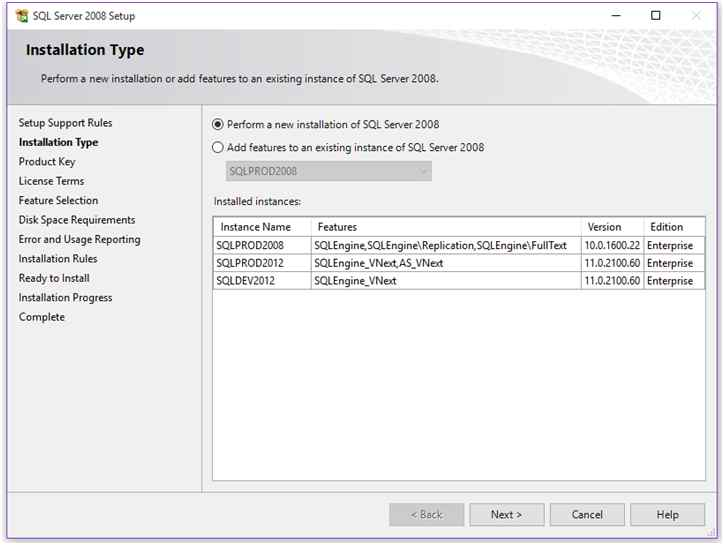 SQL Server 2008 Setup
Installation Type
Perform a new installation or add features to an existing instance of SQL Server 2008.
Setup Support Rules
Installation Type
Product Key
License Terms
Feature Selection
Disk Space Requirements
Error and Usage Reporting
Installation Rules
Ready to Install
Installation Progress
Complete
Perform a new installation of SQL Server 2008
Add features to an existing instance of SQL Server 2008
SQLPROD2008
Installed instances:
Instance Name Features Version Edition
SQLPROD2008 SQLEngine,SQLEngine\Replication,SQLEngine\FullText 10.0.1600.22 Enterprise
SQLPROD2012 SQLEngine_VNext,AS_VNext 11.0.2100.60 Enterprise
SQLDEV2012 SQLEngine_VNext 11.0.2100.60 Enterprise
< Back Next > Cancel Help